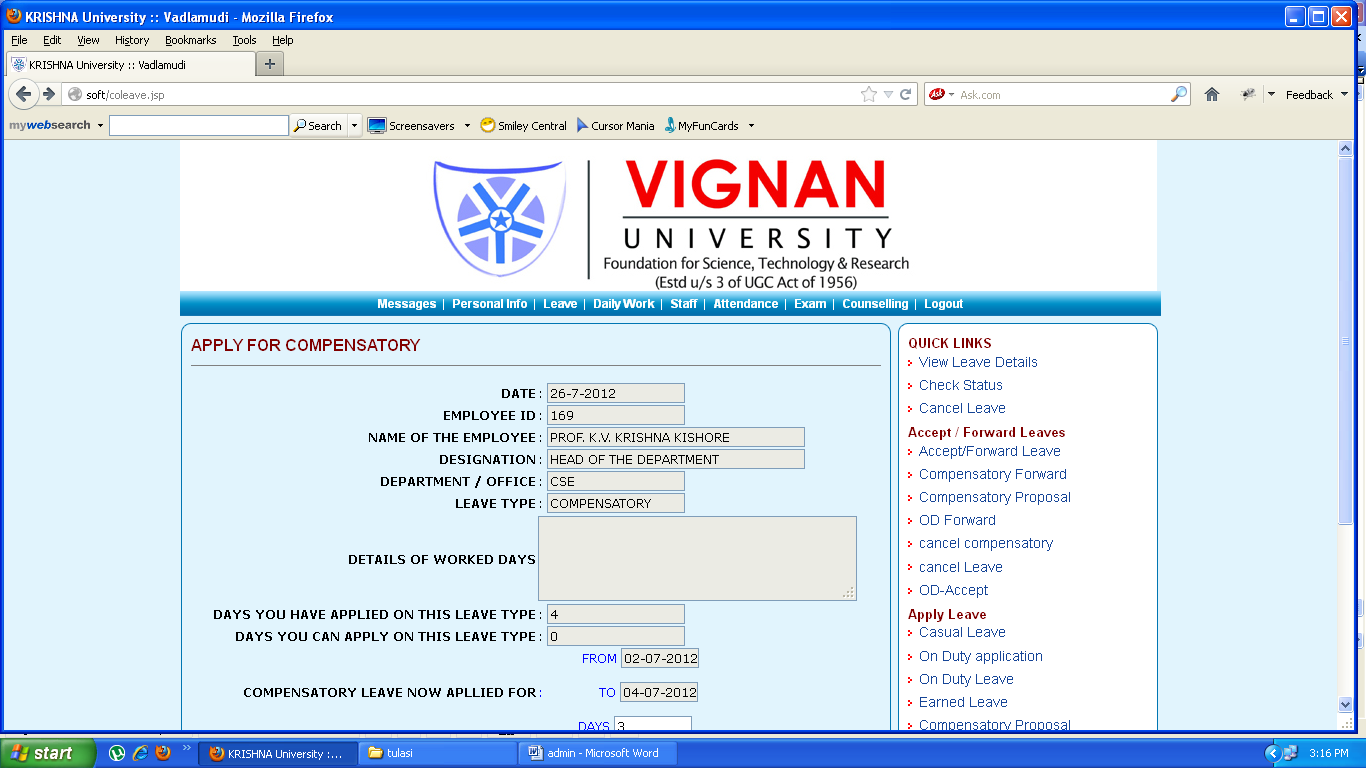 KRISHNA University :: Vadlamudi - Mozilla Firefox
File Edit View History Bookmarks Tools Help
KRISHNA University :: Vadlamudi
soft/coleave.jsp
Ask Ask.com
Feedback
mywebsearch Search Screensavers Smiley Central Cursor Mania MyFunCards
VIGNAN
UNIVERSITY
Foundation for Science, Technology & Research
(Estd u/s 3 of UGC Act of 1956)
Messages | Personal Info | Leave | Daily Work | Staff | Attendance | Exam | Counselling | Logout
APPLY FOR COMPENSATORY
DATE : 26-7-2012
EMPLOYEE ID : 169
NAME OF THE EMPLOYEE : PROF. K.V. KRISHNA KISHORE
DESIGNATION : HEAD OF THE DEPARTMENT
DEPARTMENT / OFFICE : CSE
LEAVE TYPE : COMPENSATORY
DETAILS OF WORKED DAYS
DAYS YOU HAVE APPLIED ON THIS LEAVE TYPE : 4
DAYS YOU CAN APPLY ON THIS LEAVE TYPE : 0
FROM 02-07-2012
COMPENSATORY LEAVE NOW APLLIED FOR : TO 04-07-2012
DAYS 3
QUICK LINKS
View Leave Details
Check Status
Cancel Leave
Accept / Forward Leaves
Accept/Forward Leave
Compensatory Forward
Compensatory Proposal
OD Forward
cancel compensatory
cancel Leave
OD-Accept
Apply Leave
Casual Leave
On Duty application
On Duty Leave
Earned Leave
Compensatory Proposal
start KRISHNA University :... tulasi admin - Microsoft Word 3:16 PM